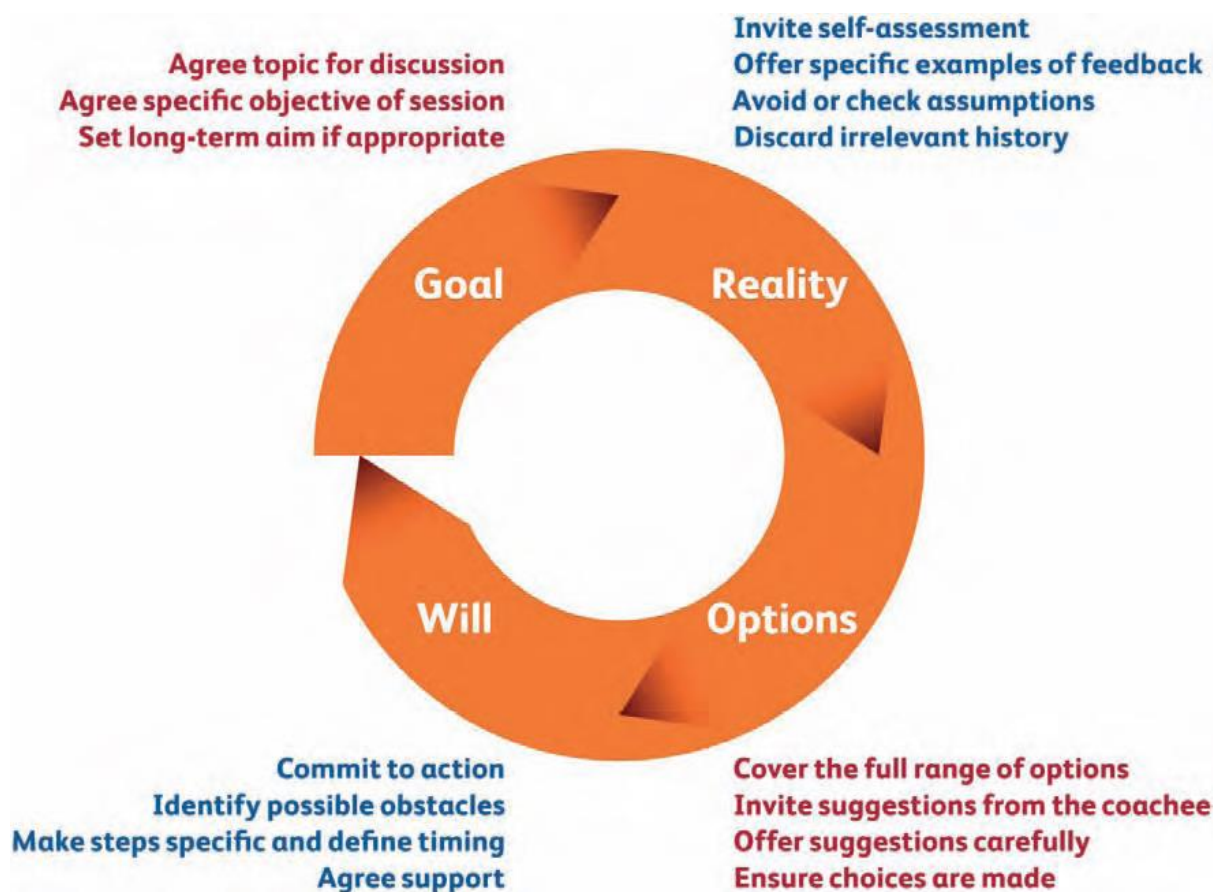 Agree topic for discussion
Agree specific objective of session
Set long-term aim if appropriate
Invite self-assessment
Offer specific examples of feedback
Avoid or check assumptions
Discard irrelevant history
Goal
Reality
Will
Options
Commit to action
Identify possible obstacles
Make steps specific and define timing
Agree support
Cover the full range of options
Invite suggestions from the coachee
Offer suggestions carefully
Ensure choices are made